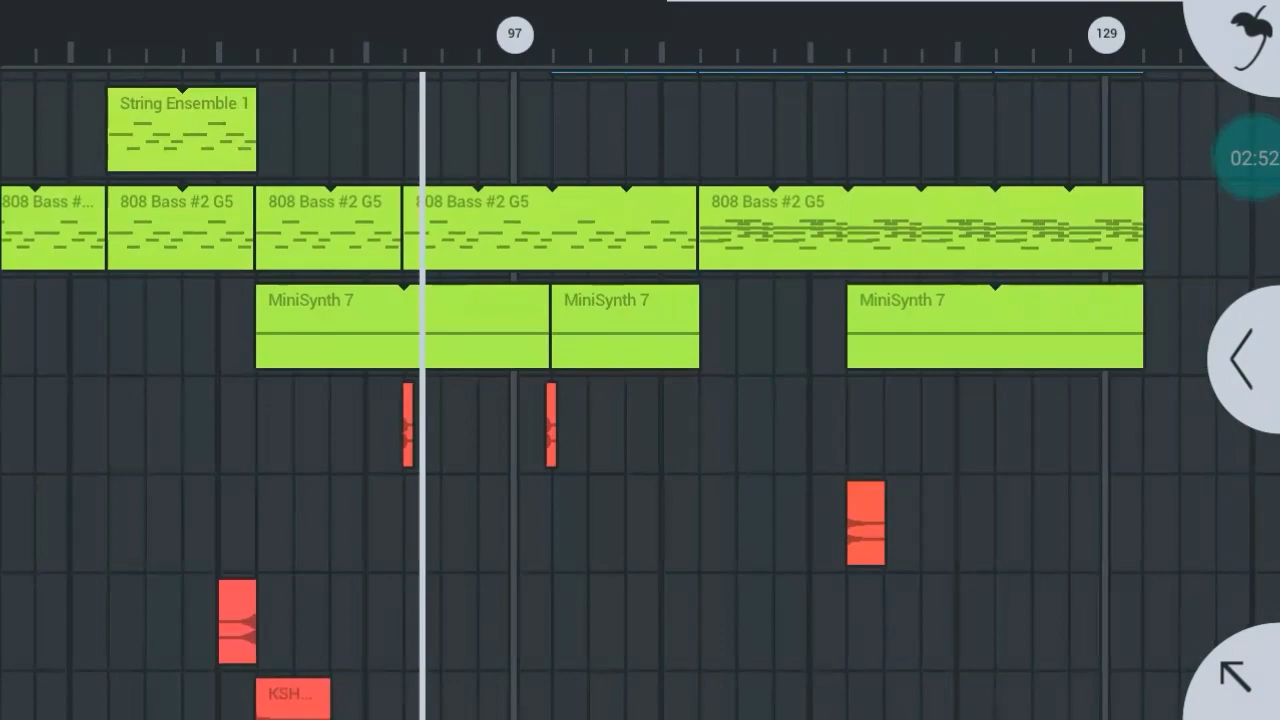 97
129
String Ensemble 1
02:52
808 Bass #...
808 Bass #2 G5
808 Bass #2 G5
808 Bass #2 G5
808 Bass #2 G5
MiniSynth 7
MiniSynth 7
MiniSynth 7
KSH...